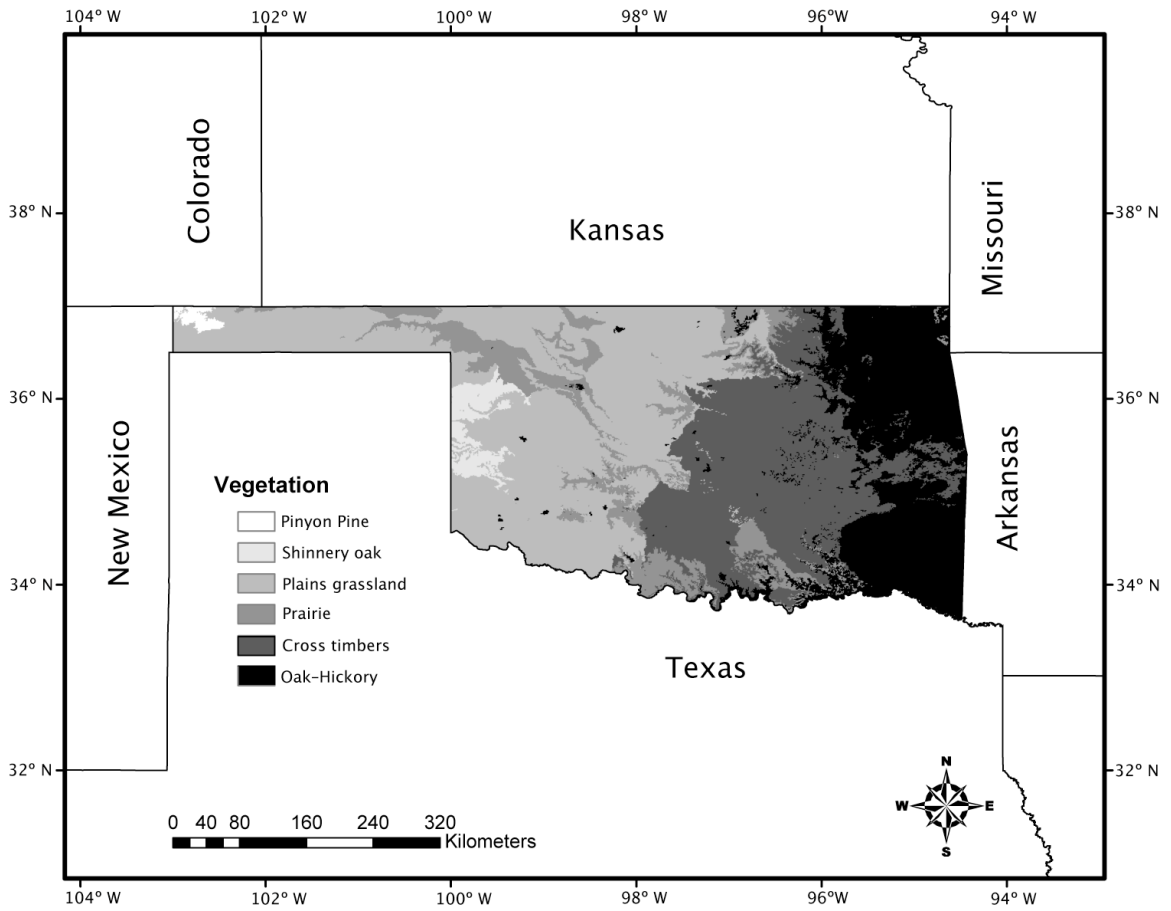 104° W 102° W 100° W 98° W 96° W 94° W
Colorado
Kansas
Missouri
38° N 38° N
36° N 36° N
New Mexico
Arkansas
Vegetation
Pinyon Pine
Shinnery oak
Plains grassland
Prairie
Cross timbers
Oak-Hickory
34° N 34° N
Texas
32° N 32° N
N
W E
S
0 40 80 160 240 320
Kilometers
104° W 102° W 100° W 98° W 96° W 94° W